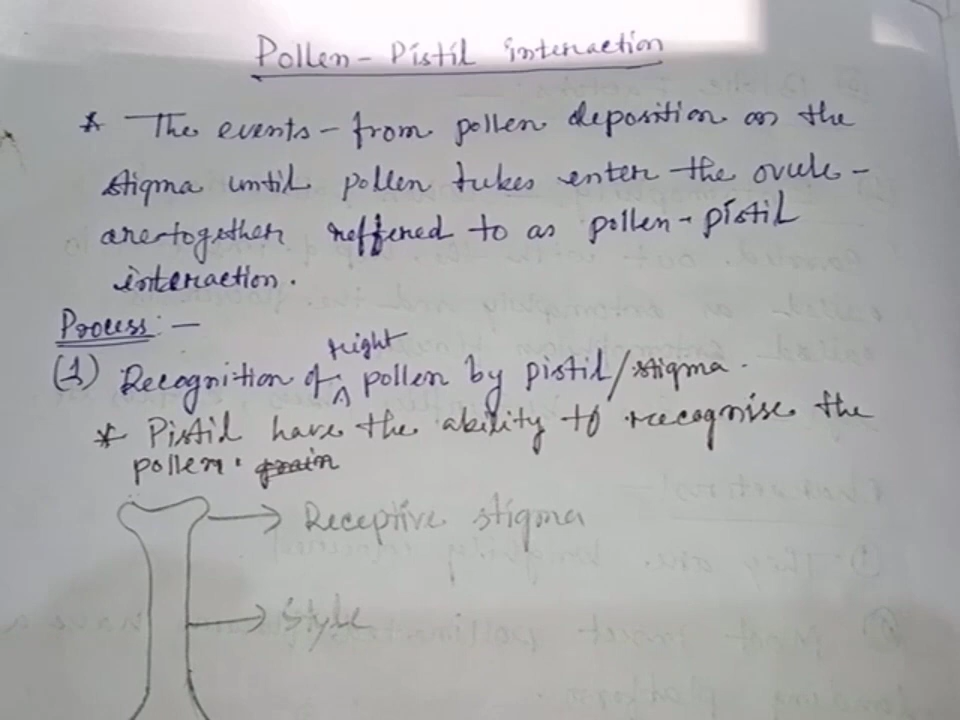 Pollen - Pistil interaction
* The events - from pollen deposition on the
stigma until pollen tubes enter the ovule -
are together reffered to as pollen - pistil
interaction.
Process: -
(1) Recognition of right pollen by pistil/stigma.
* Pistil have the ability to recognise the
pollen. grain
Receptive stigma
Style